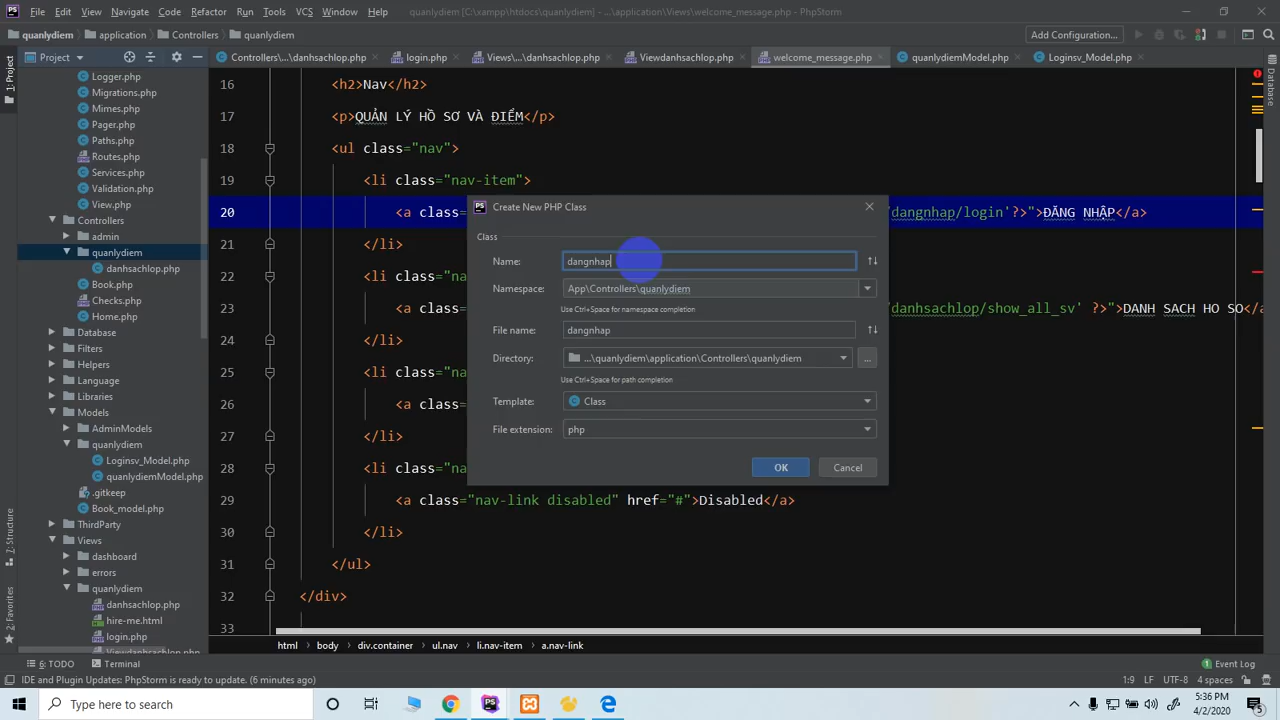 File Edit View Navigate Code Refactor Run Tools VCS Window Help quanlydiem [C:\xampp\htdocs\quanlydiem] - ...\application\Views\welcome_message.php - PhpStorm
quanlydiem application Controllers quanlydiem Add Configuration...
Project Controllers\...\danhsachlop.php login.php Views\...\danhsachlop.php Viewdanhsachlop.php welcome_message.php quanlydiemModel.php Loginsv_Model.php
1: Project
Database
7: Structure
2: Favorites
Logger.php
Migrations.php
Mimes.php
Pager.php
Paths.php
Routes.php
Services.php
Validation.php
View.php
Controllers
admin
quanlydiem
danhsachlop.php
Book.php
Checks.php
Home.php
Database
Filters
Helpers
Language
Libraries
Models
AdminModels
quanlydiem
Loginsv_Model.php
quanlydiemModel.php
.gitkeep
Book_model.php
ThirdParty
Views
dashboard
errors
quanlydiem
danhsachlop.php
hire-me.html
login.php
Viewdanhsachlop.php
16 <h2>Nav</h2>
17 <p>QUẢN LÝ HỒ SƠ VÀ ĐIỂM</p>
18 <ul class="nav">
19 <li class="nav-item">
20 <a class= 'dangnhap/login'?>">ĐĂNG NHẬP</a>
21 </li>
22 <li class="na
23 <a class= danhsachlop/show_all_sv' ?>">DANH SACH HO SO</a
24 </li>
25 <li class="na
26 <a class=
27 </li>
28 <li class="na
29 <a class="nav-link disabled" href="#">Disabled</a>
30 </li>
31 </ul>
32 </div>
33
Create New PHP Class
Class
Name: dangnhap
Namespace: App\Controllers\quanlydiem
Use Ctrl+Space for namespace completion
File name: dangnhap
Directory: ...\quanlydiem\application\Controllers\quanlydiem ...
Use Ctrl+Space for path completion
Template: Class
File extension: php
OK Cancel
html body div.container ul.nav li.nav-item a.nav-link
6: TODO Terminal 1 Event Log
IDE and Plugin Updates: PhpStorm is ready to update. (6 minutes ago) 1:9 LF UTF-8 4 spaces
Type here to search 5:36 PM
4/2/2020 5